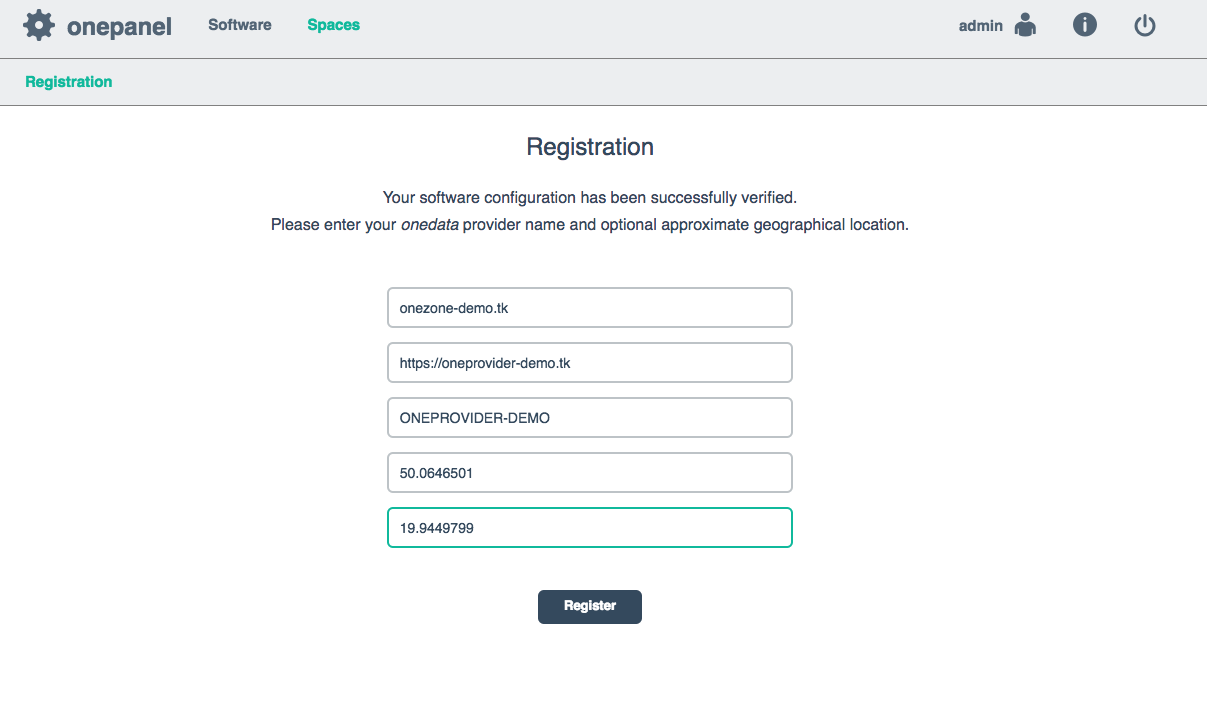 onepanel Software Spaces admin
Registration
Registration
Your software configuration has been successfully verified.
Please enter your onedata provider name and optional approximate geographical location.
onezone-demo.tk
https://oneprovider-demo.tk
ONEPROVIDER-DEMO
50.0646501
19.9449799
Register